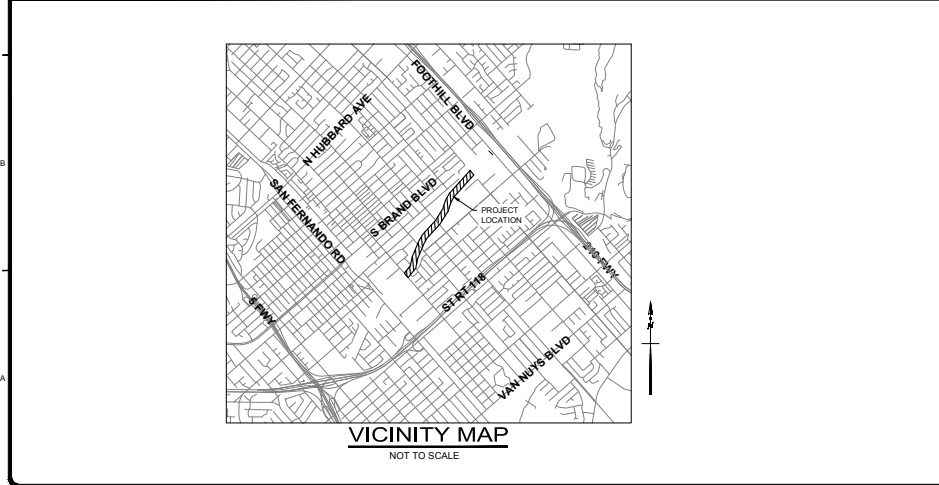 FOOTHILL BLVD
N HUBBARD AVE
B
SAN FERNANDO RD
S BRAND BLVD
PROJECT
LOCATION
210 FWY
ST RT 118
5 FWY
N
VAN NUYS BLVD
A
VICINITY MAP
NOT TO SCALE